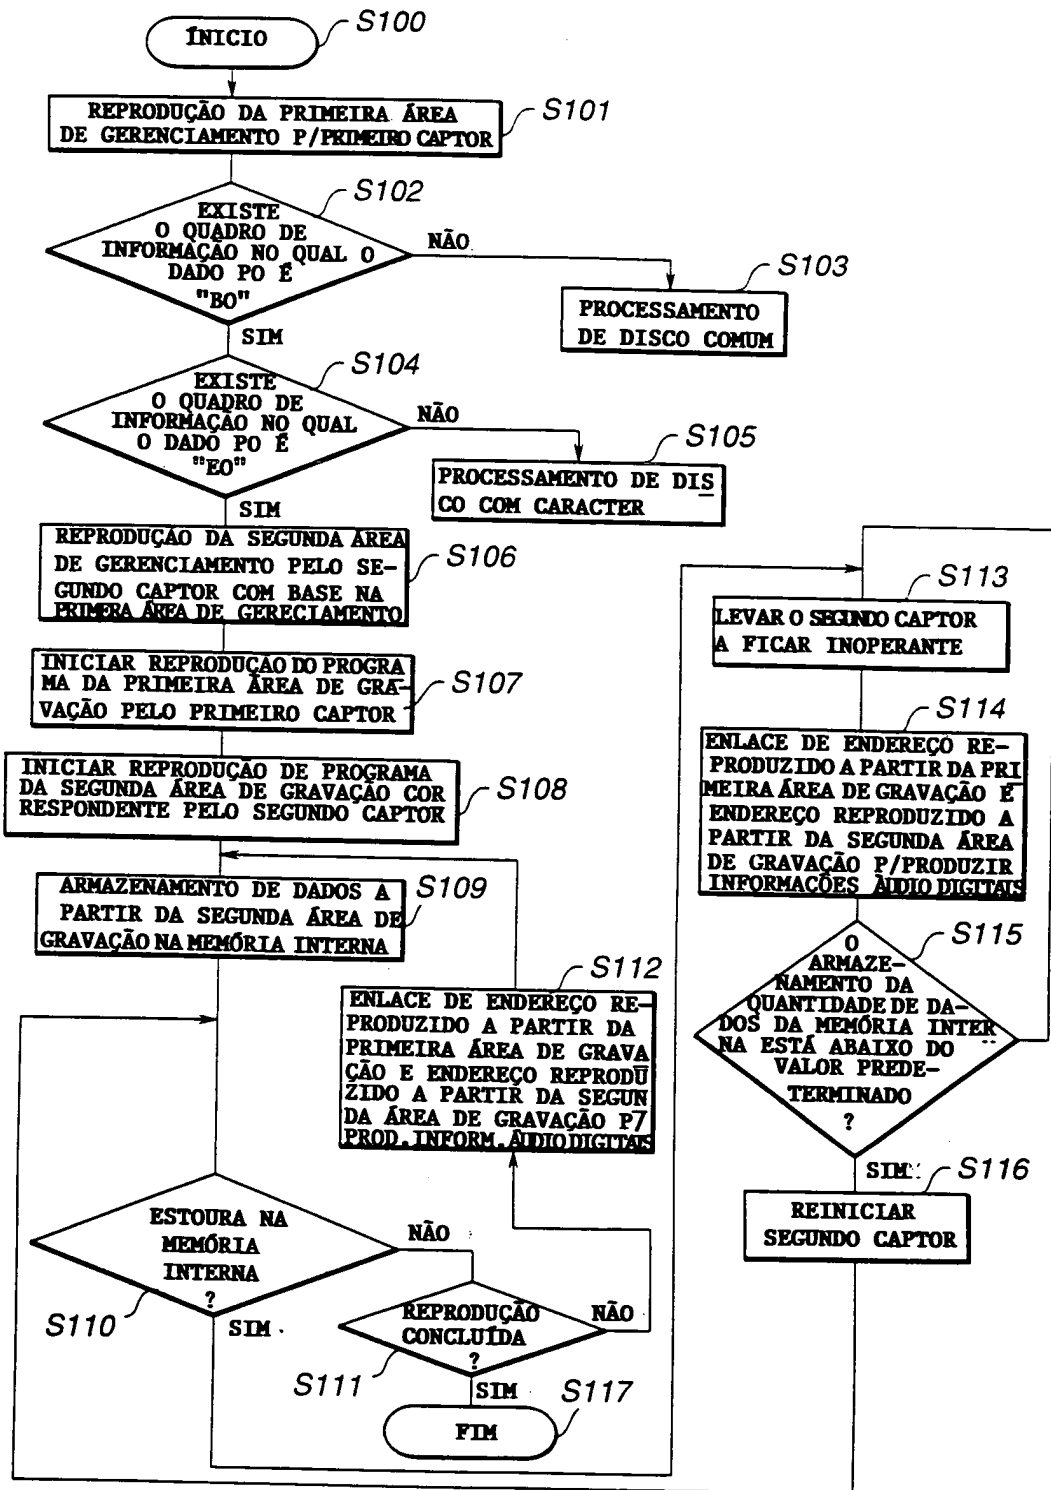 ÍNICIO
S100
REPRODUÇÃO DA PRIMEIRA ÁREA
DE GERENCIAMENTO P/PRIMEIRO CAPTOR
S101
EXISTE
O QUADRO DE
INFORMAÇÃO NO QUAL O
DADO PO É
"BO"
S102
NÃO
SIM
PROCESSAMENTO
DE DISCO COMUM
S103
EXISTE
O QUADRO DE
INFORMAÇÃO NO QUAL
O DADO PO É
"EO"
S104
NÃO
SIM
PROCESSAMENTO DE DIS
CO COM CARACTER
S105
REPRODUÇÃO DA SEGUNDA ÁREA
DE GERENCIAMENTO PELO SE-
GUNDO CAPTOR COM BASE NA
PRIMERA ÁREA DE GERECIAMENTO
S106
INICIAR REPRODUÇÃO DO PROGRA
MA DA PRIMEIRA ÁREA DE GRA-
VAÇÃO PELO PRIMEIRO CAPTOR
S107
INICIAR REPRODUÇÃO DE PROGRAMA
DA SEGUNDA ÁREA DE GRAVAÇÃO COR
RESPONDENTE PELO SEGUNDO CAPTOR
S108
ARMAZENAMENTO DE DADOS A
PARTIR DA SEGUNDA ÁREA DE
GRAVAÇÃO NA MEMÓRIA INTERNA
S109
ESTOURA NA
MEMÓRIA
INTERNA
?
S110
NÃO
SIM.
REPRODUÇÃO
CONCLUÍDA
?
S111
NÃO
SIM
ENLACE DE ENDEREÇO RE-
PRODUZIDO A PARTIR DA
PRIMEIRA ÁREA DE GRAVA
ÇÃO E ENDEREÇO REPRODU
ZIDO A PARTIR DA SEGUN
DA ÁREA DE GRAVAÇÃO P7
PROD.INFORM.ÁUDIO DIGITAIS
S112
FIM
S117
LEVAR O SEGUNDO CAPTOR
A FICAR INOPERANTE
S113
ENLACE DE ENDEREÇO RE-
PRODUZIDO A PARTIR DA PRI
MEIRA ÁREA DE GRAVAÇÃO É
ENDEREÇO REPRODUZIDO A
PARTIR DA SEGUNDA ÁREA
DE GRAVAÇÃO P/PRODUZIR
INFORMAÇÕES ÀUDIO DIGITAIS
S114
O
ARMAZE-
NAMENTO DA
QUANTIDADE DE DA-
DOS DA MEMÓRIA INTER
NA ESTÁ ABAIXO DO
VALOR PREDE-
TERMINADO
?
S115
SIM
REINICIAR
SEGUNDO CAPTOR
S116